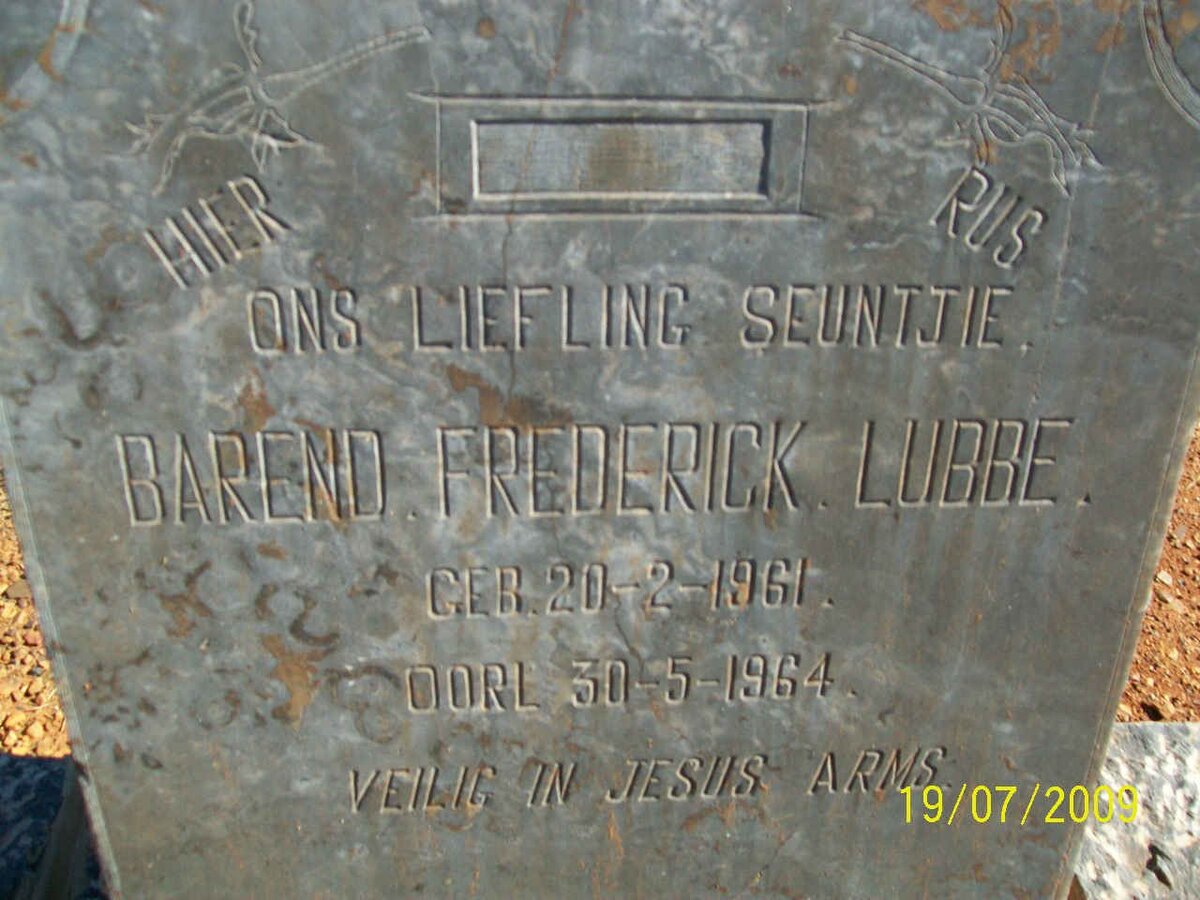 HIER RUS
ONS LIEFLING SEUNTJIE.
BAREND. FREDERICK. LUBBE.
GEB. 20-2-1961.
OORL 30-5-1964.
VEILIG IN JESUS ARMS.
19/07/2009